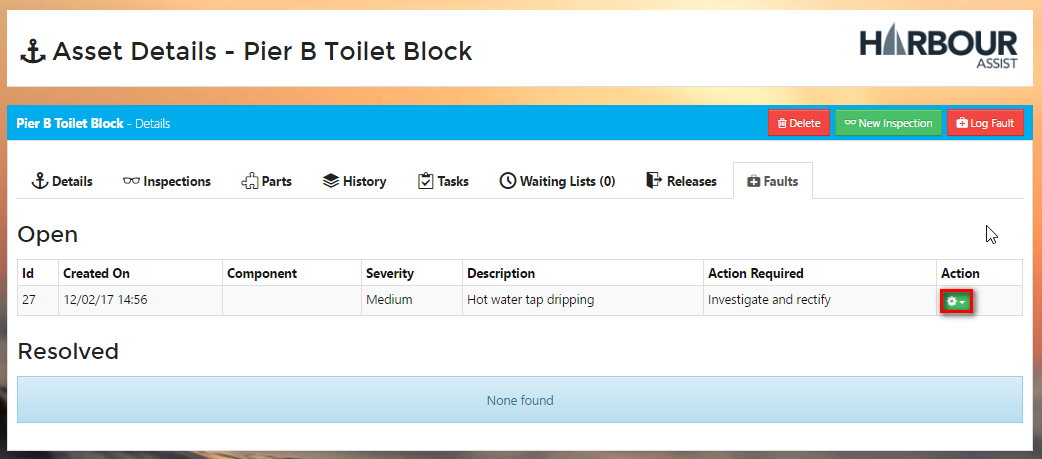 Asset Details - Pier B Toilet Block
HARBOUR
ASSIST
Pier B Toilet Block - Details
Delete
New Inspection
Log Fault
Details
Inspections
Parts
History
Tasks
Waiting Lists (0)
Releases
Faults
Open
Id Created On Component Severity Description Action Required Action
27 12/02/17 14:56 Medium Hot water tap dripping Investigate and rectify
Resolved
None found